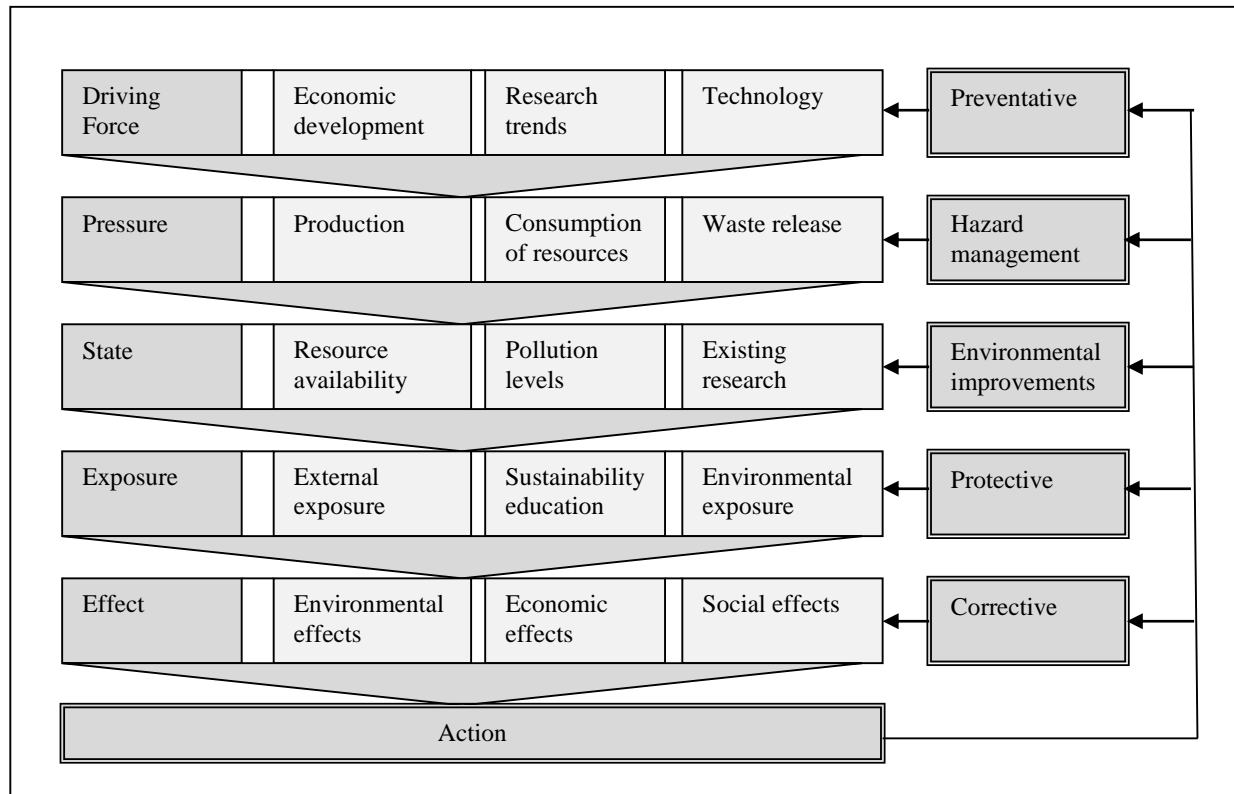 Driving
Force
Economic
development
Research
trends
Technology
Preventative
Pressure
Production
Consumption
of resources
Waste release
Hazard
management
State
Resource
availability
Pollution
levels
Existing
research
Environmental
improvements
Exposure
External
exposure
Sustainability
education
Environmental
exposure
Protective
Effect
Environmental
effects
Economic
effects
Social effects
Corrective
Action